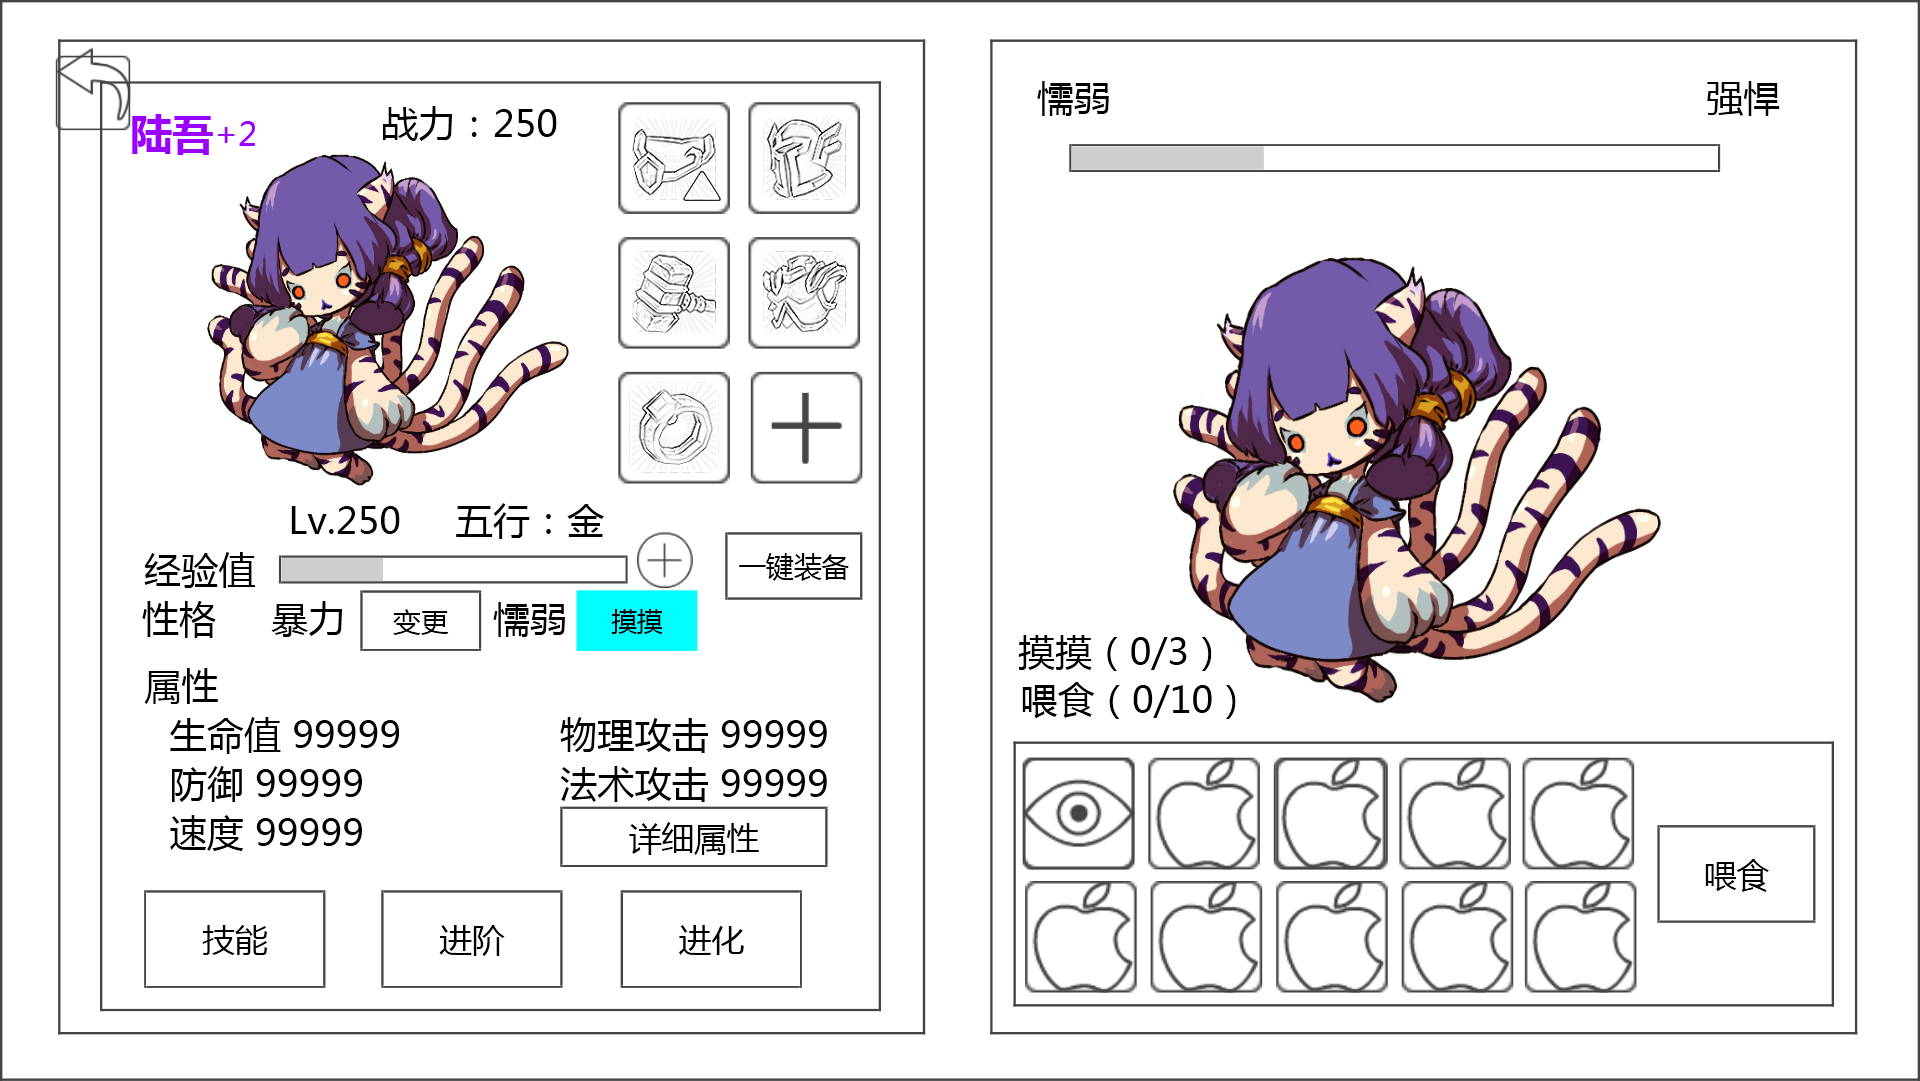 陆吾+2
战力：250
Lv.250
五行：金
经验值
一键装备
性格
暴力
变更
懦弱
摸摸
属性
生命值 99999
物理攻击 99999
防御 99999
法术攻击 99999
速度 99999
详细属性
技能
进阶
进化
懦弱
强悍
摸摸（0/3）
喂食（0/10）
喂食